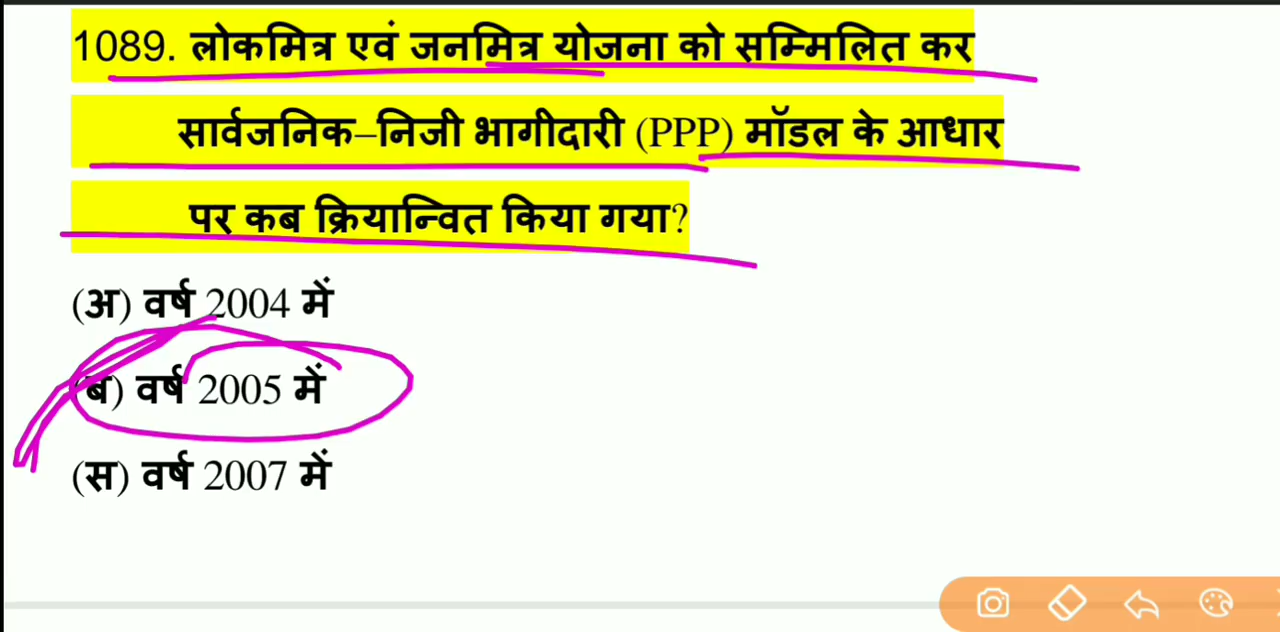 1089. लोकमित्र एवं जनमित्र योजना को सम्मिलित कर
सार्वजनिक–निजी भागीदारी (PPP) मॉडल के आधार
पर कब क्रियान्वित किया गया?
(अ) वर्ष 2004 में
(ब) वर्ष 2005 में
(स) वर्ष 2007 में